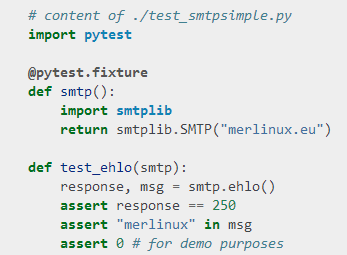 # content of ./test_smtpsimple.py
import pytest
@pytest.fixture
def smtp():
    import smtplib
    return smtplib.SMTP("merlinux.eu")
def test_ehlo(smtp):
    response, msg = smtp.ehlo()
    assert response == 250
    assert "merlinux" in msg
    assert 0 # for demo purposes